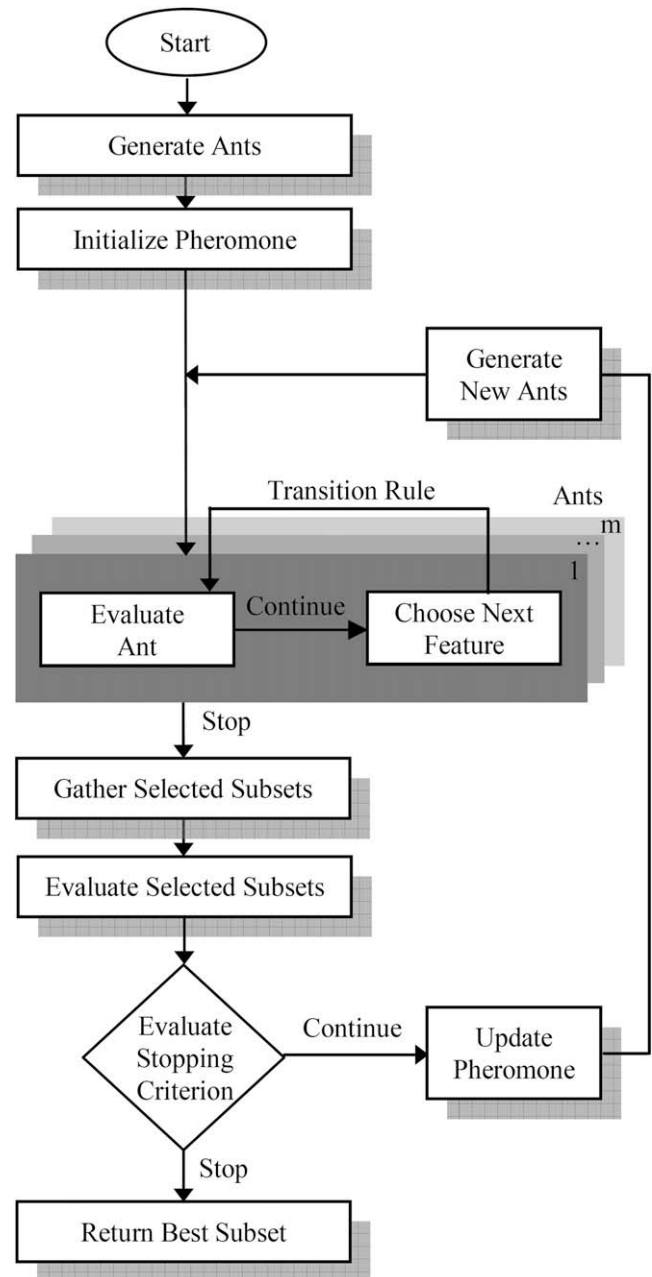 Start
Generate Ants
Initialize Pheromone
Generate
New Ants
Transition Rule
Ants
m
...
1
Evaluate
Ant
Continue
Choose Next
Feature
Stop
Gather Selected Subsets
Evaluate Selected Subsets
Evaluate
Stopping
Criterion
Continue
Update
Pheromone
Stop
Return Best Subset